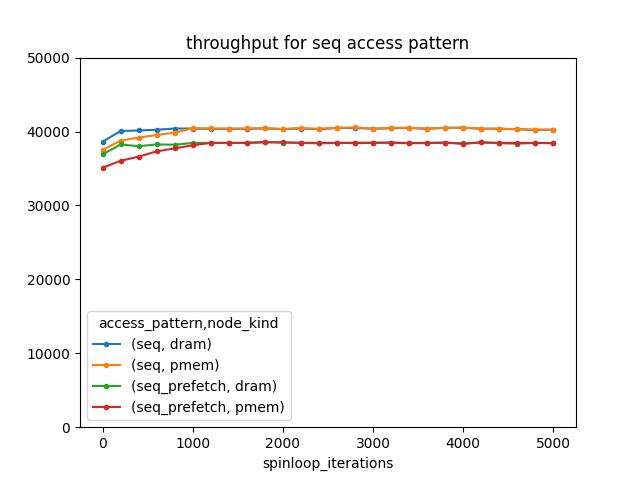 throughput for seq access pattern
50000
40000
30000
20000
10000
0
access_pattern,node_kind
(seq, dram)
(seq, pmem)
(seq_prefetch, dram)
(seq_prefetch, pmem)
0 1000 2000 3000 4000 5000
spinloop_iterations